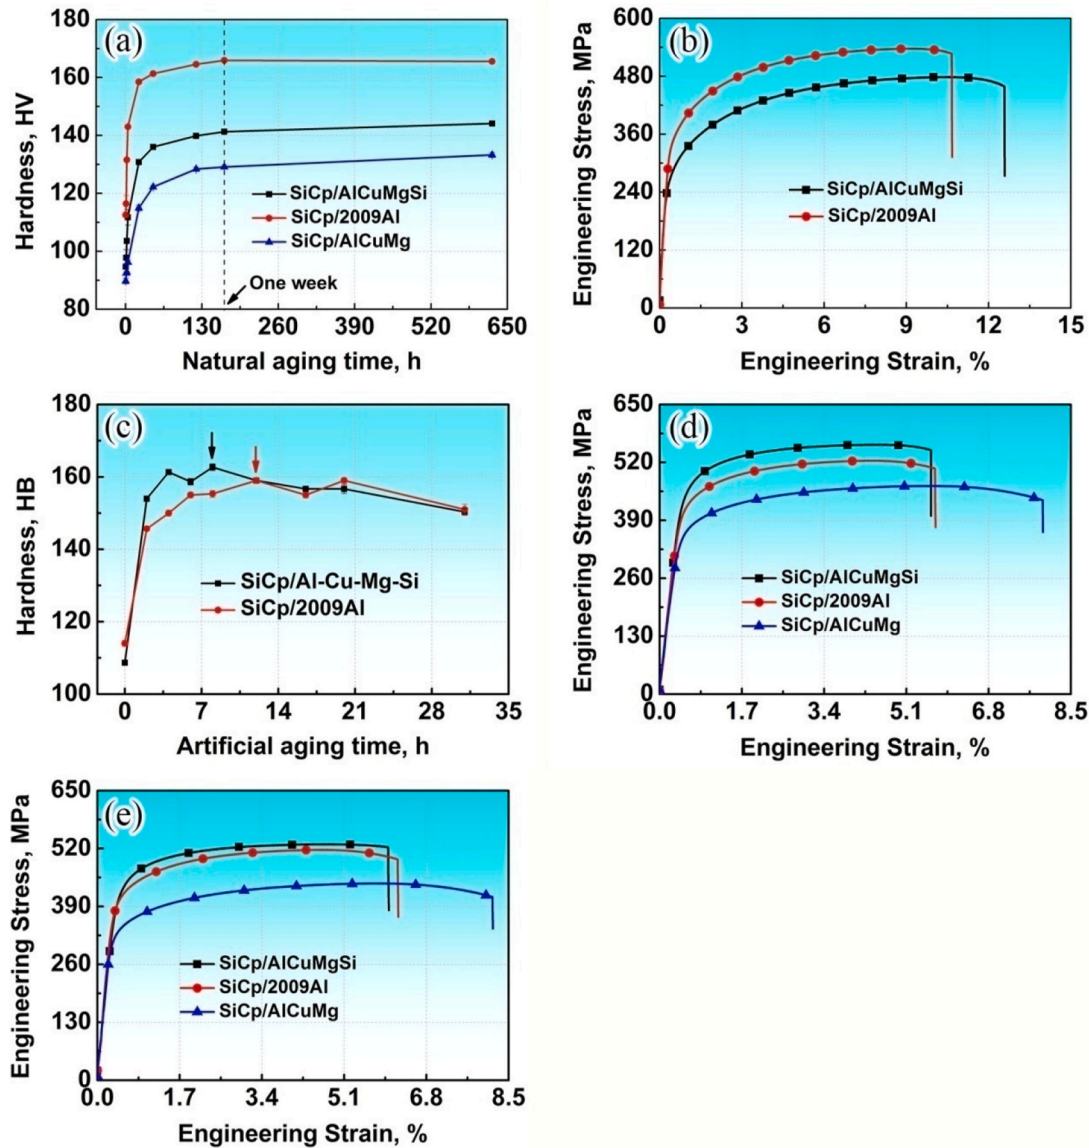 (a)
180
160
140
120
100
80
Hardness, HV
SiCp/AlCuMgSi
SiCp/2009Al
SiCp/AlCuMg
One week
0 130 260 390 520 650
Natural aging time, h
(b)
600
480
360
240
120
0
Engineering Stress, MPa
SiCp/AlCuMgSi
SiCp/2009Al
0 3 6 9 12 15
Engineering Strain, %
(c)
180
160
140
120
100
Hardness, HB
SiCp/Al-Cu-Mg-Si
SiCp/2009Al
0 7 14 21 28 35
Artificial aging time, h
(d)
650
520
390
260
130
0
Engineering Stress, MPa
SiCp/AlCuMgSi
SiCp/2009Al
SiCp/AlCuMg
0.0 1.7 3.4 5.1 6.8 8.5
Engineering Strain, %
(e)
650
520
390
260
130
0
Engineering Stress, MPa
SiCp/AlCuMgSi
SiCp/2009Al
SiCp/AlCuMg
0.0 1.7 3.4 5.1 6.8 8.5
Engineering Strain, %